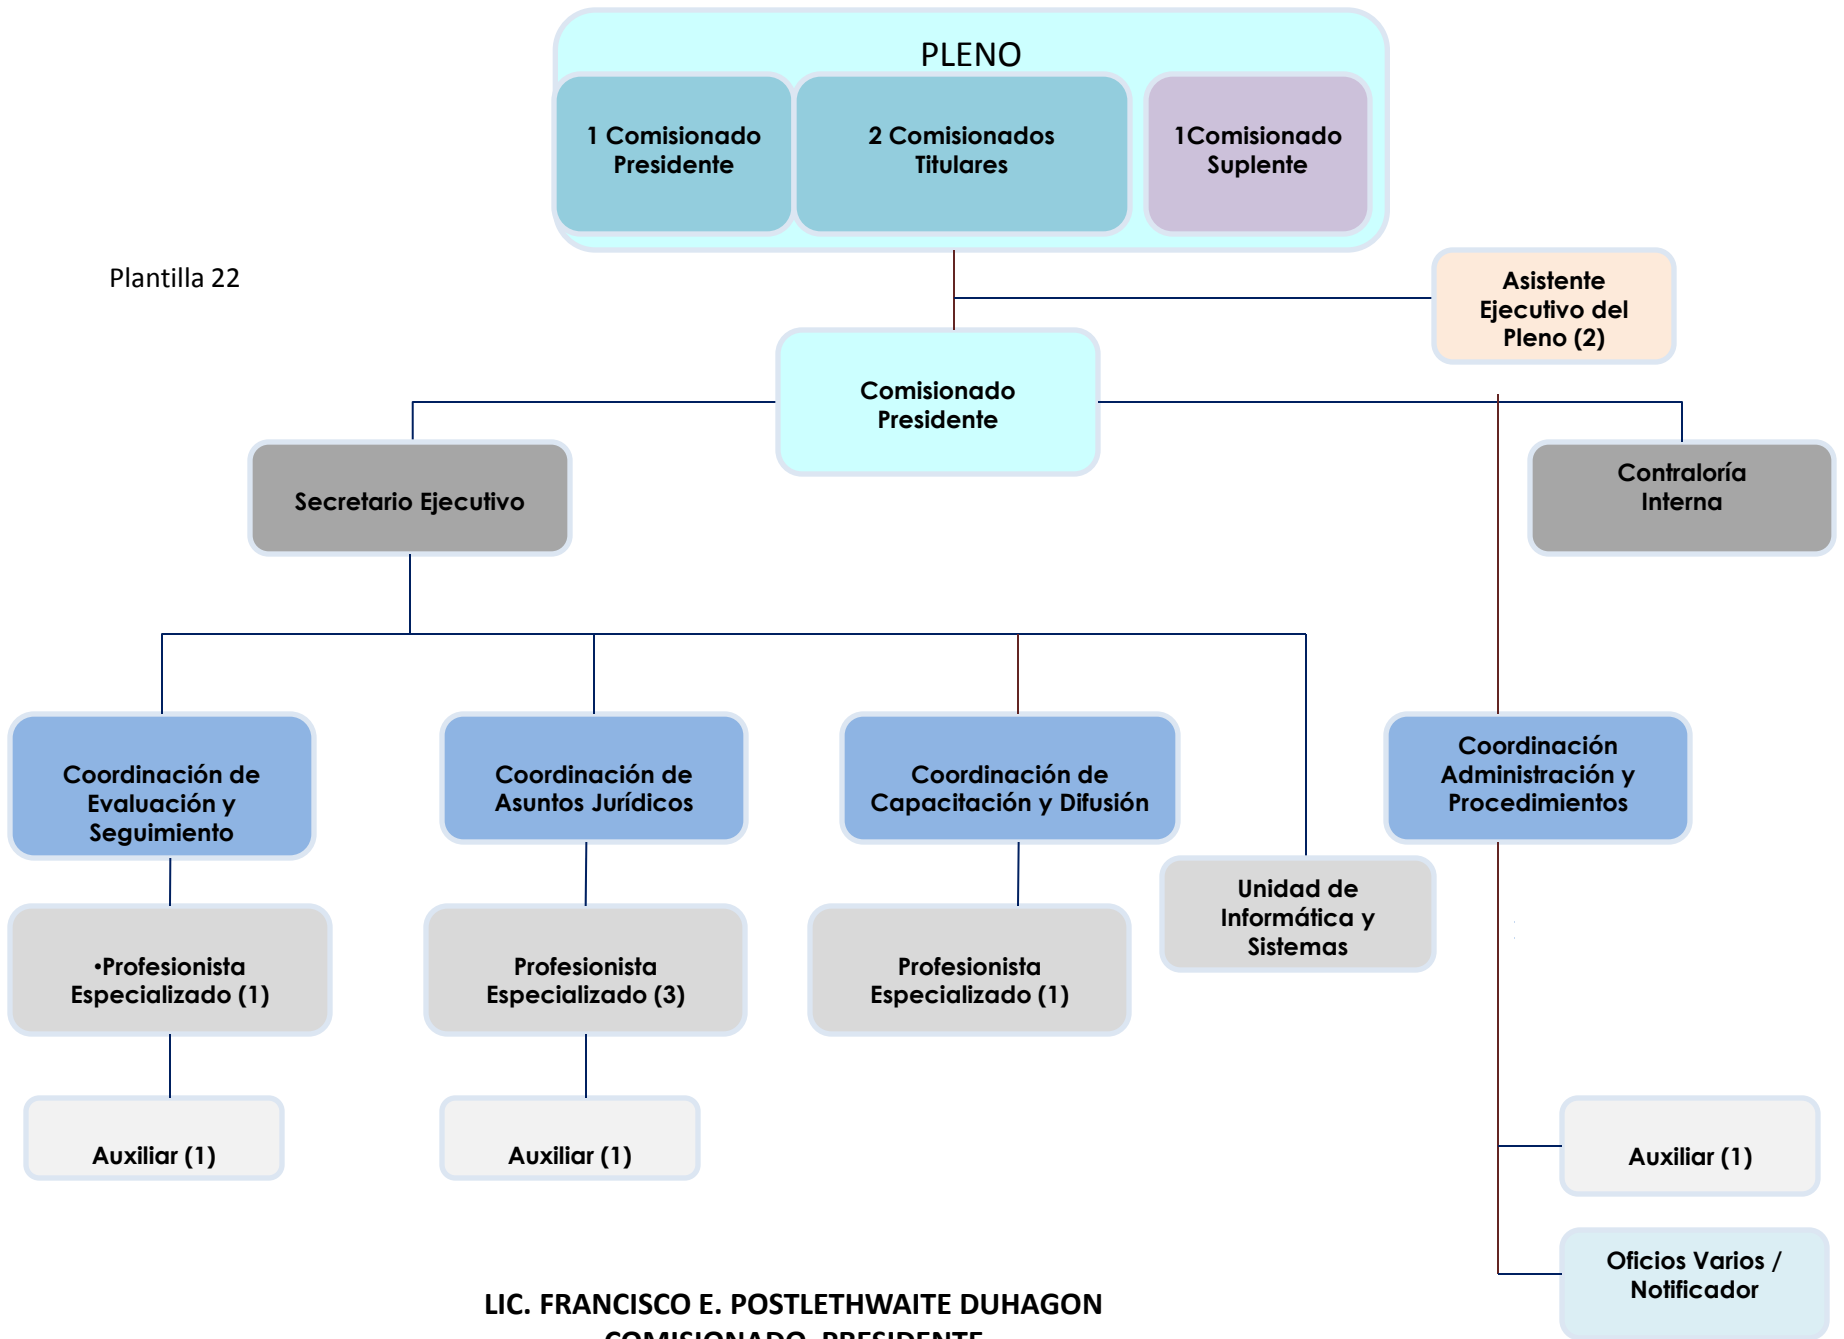 PLENO
1 Comisionado
Presidente
2 Comisionados
Titulares
1Comisionado
Suplente
Plantilla 22
Asistente
Ejecutivo del
Pleno (2)
Comisionado
Presidente
Secretario Ejecutivo
Contraloría
Interna
Coordinación de
Evaluación y
Seguimiento
Coordinación de
Asuntos Jurídicos
Coordinación de
Capacitación y Difusión
Coordinación
Administración y
Procedimientos
Unidad de
Informática y
Sistemas
•Profesionista
Especializado (1)
Profesionista
Especializado (3)
Profesionista
Especializado (1)
Auxiliar (1)
Auxiliar (1)
Auxiliar (1)
Oficios Varios /
Notificador
LIC. FRANCISCO E. POSTLETHWAITE DUHAGON
COMISIONADO PRESIDENTE